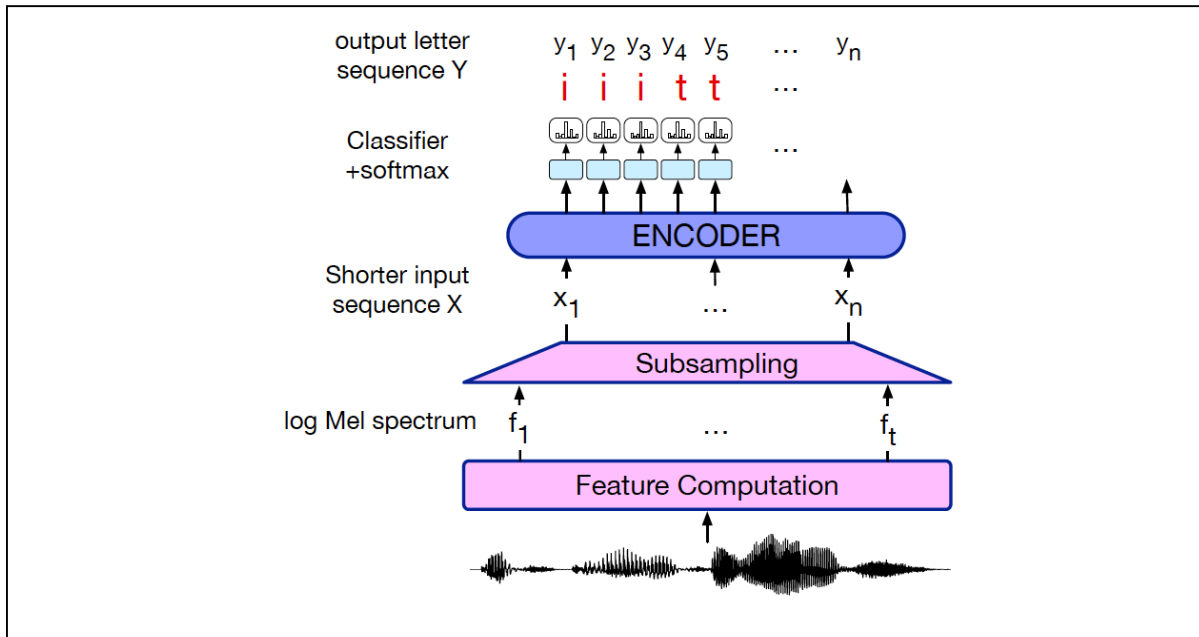 output letter sequence Y
y1 y2 y3 y4 y5 ... yn
i i i t t ...
Classifier +softmax
...
ENCODER
Shorter input sequence X
x1 ... xn
Subsampling
log Mel spectrum
f1 ... ft
Feature Computation